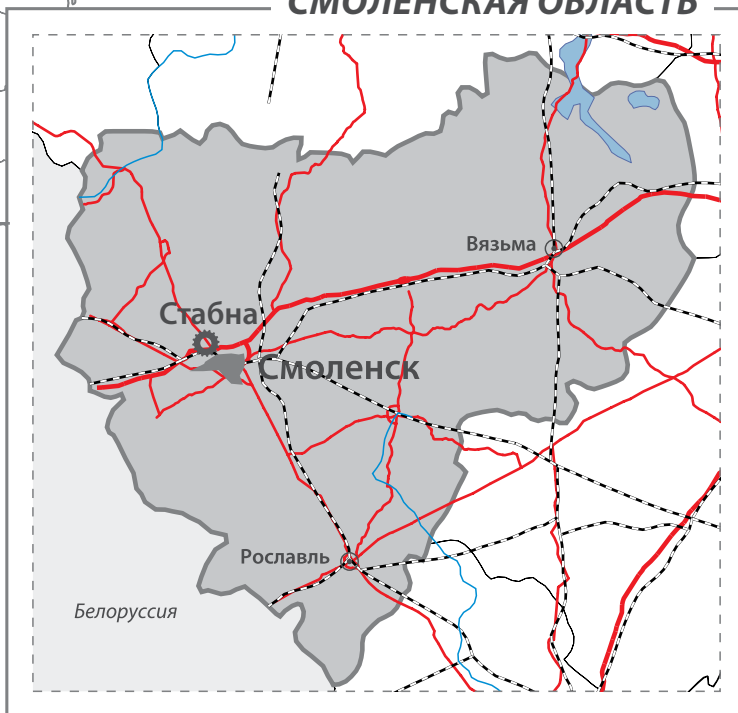 СМОЛЕНСКАЯ ОБЛАСТЬ
Вязьма
Стабна
Смоленск
Рославль
Белоруссия